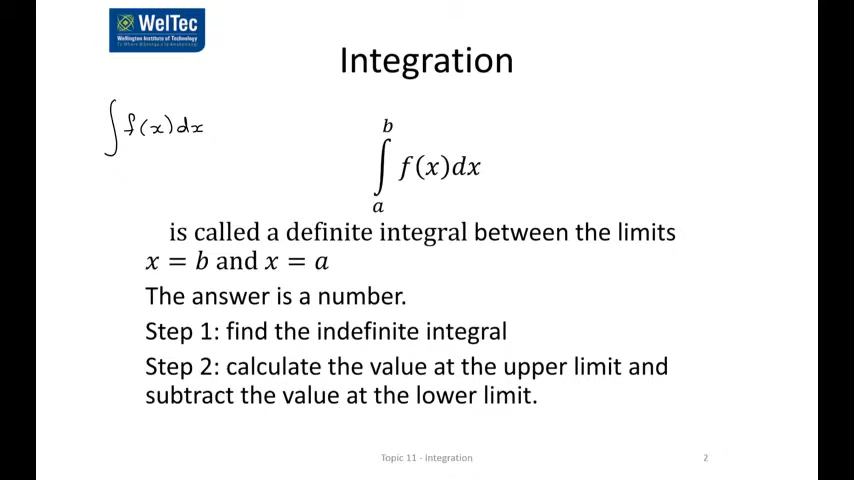 WelTec
Wellington Institute of Technology
Integration
∫f(x)dx
b
∫ f(x)dx
a
is called a definite integral between the limits
x = b and x = a
The answer is a number.
Step 1: find the indefinite integral
Step 2: calculate the value at the upper limit and
subtract the value at the lower limit.
Topic 11 - Integration
2